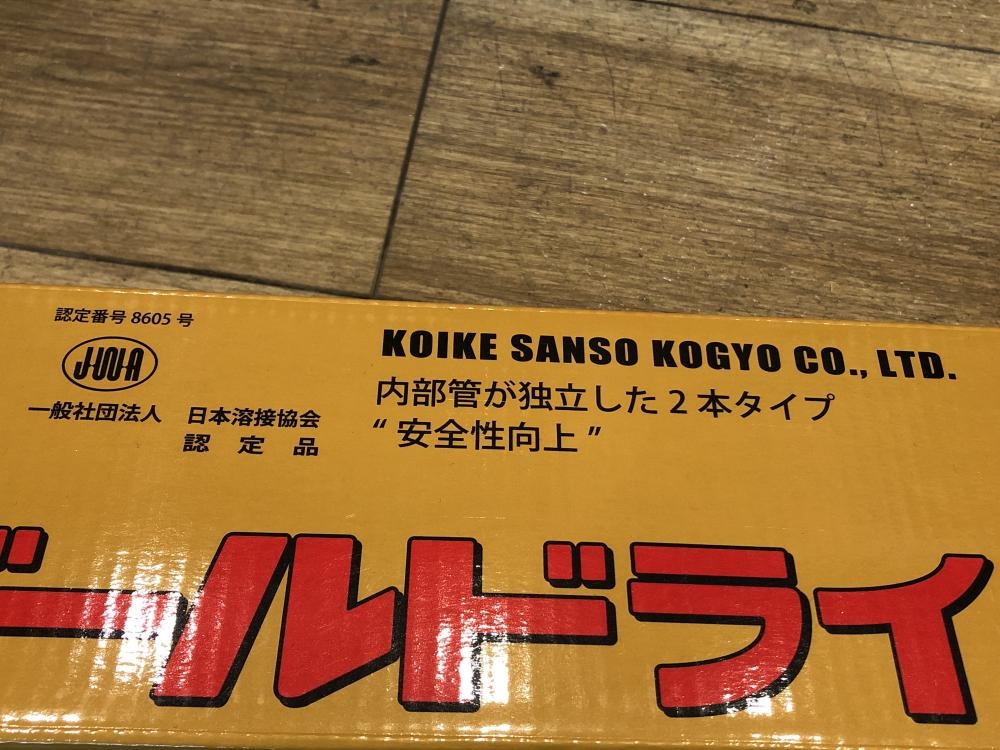 認定番号 8605 号
JWA
一般社団法人 日本溶接協会
認定品
KOIKE SANSO KOGYO CO., LTD.
内部管が独立した２本タイプ
“安全性向上”
ールドライ